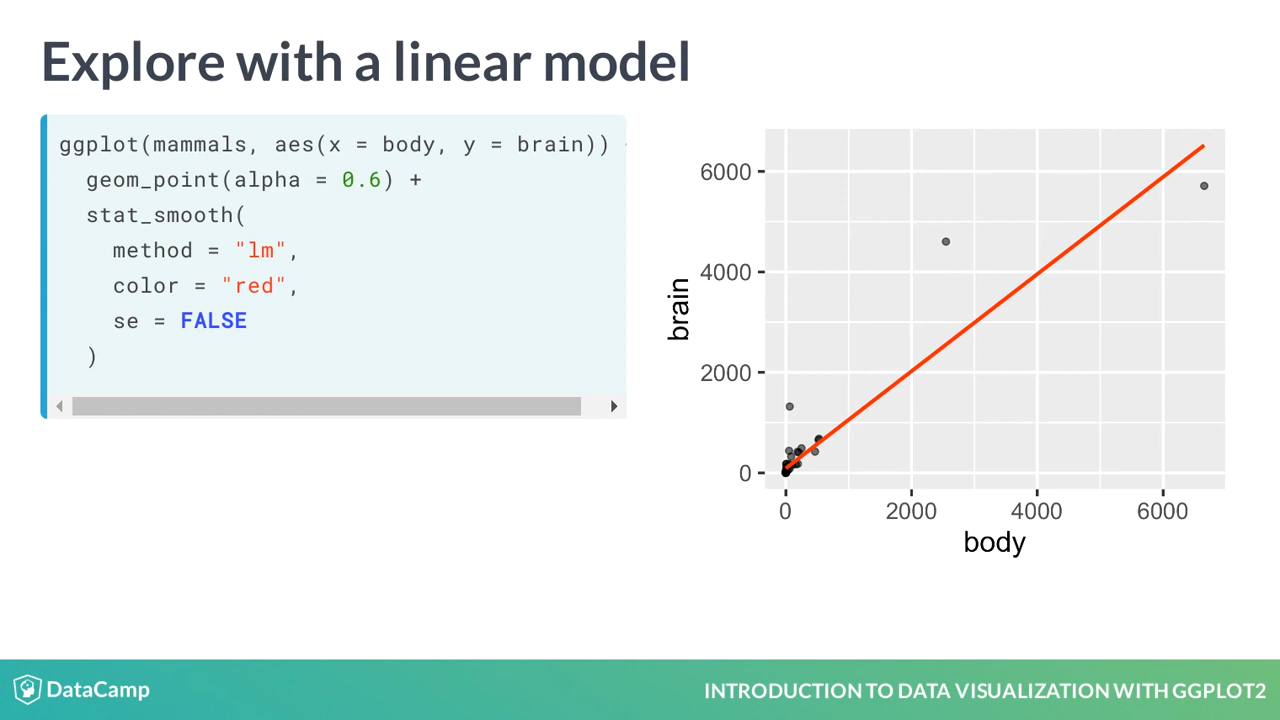 Explore with a linear model
ggplot(mammals, aes(x = body, y = brain))
geom_point(alpha = 0.6) +
stat_smooth(
method = "lm",
color = "red",
se = FALSE
)
6000
4000
2000
0
brain
0 2000 4000 6000
body
DataCamp
INTRODUCTION TO DATA VISUALIZATION WITH GGPLOT2